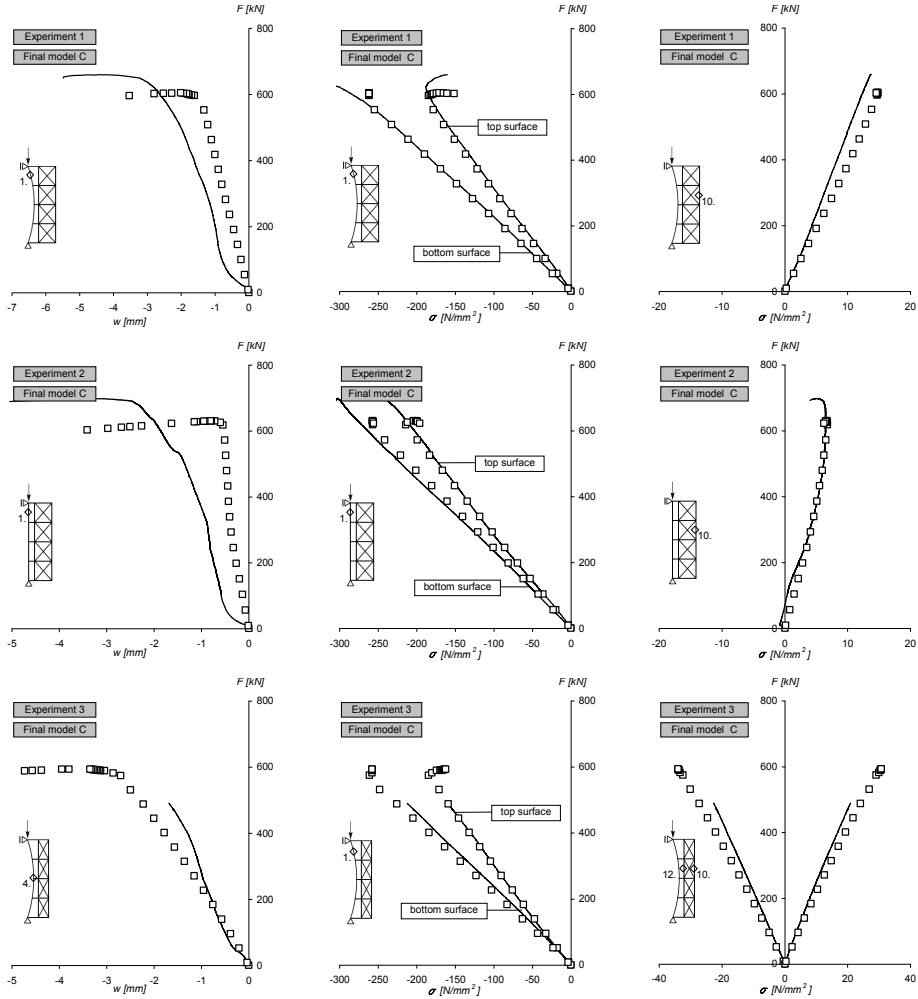 F [kN]
800
600
400
200
0
Experiment 1
Final model C
1.
-7 -6 -5 -4 -3 -2 -1 0
w [mm]
F [kN]
800
600
400
200
0
Experiment 1
Final model C
top surface
1.
bottom surface
-300 -250 -200 -150 -100 -50 0
σ [N/mm²]
F [kN]
800
600
400
200
0
Experiment 1
Final model C
10.
-20 -10 0 10 20
σ [N/mm²]
F [kN]
800
600
400
200
0
Experiment 2
Final model C
1.
-5 -4 -3 -2 -1 0
w [mm]
F [kN]
800
600
400
200
0
Experiment 2
Final model C
top surface
1.
bottom surface
-300 -250 -200 -150 -100 -50 0
σ [N/mm²]
F [kN]
800
600
400
200
0
Experiment 2
Final model C
10.
-20 -10 0 10 20
σ [N/mm²]
F [kN]
800
600
400
200
0
Experiment 3
Final model C
4.
-5 -4 -3 -2 -1 0
w [mm]
F [kN]
800
600
400
200
0
Experiment 3
Final model C
top surface
1.
bottom surface
-300 -250 -200 -150 -100 -50 0
σ [N/mm²]
F [kN]
800
600
400
200
0
Experiment 3
Final model C
12. 10.
-40 -20 0 20 40
σ [N/mm²]